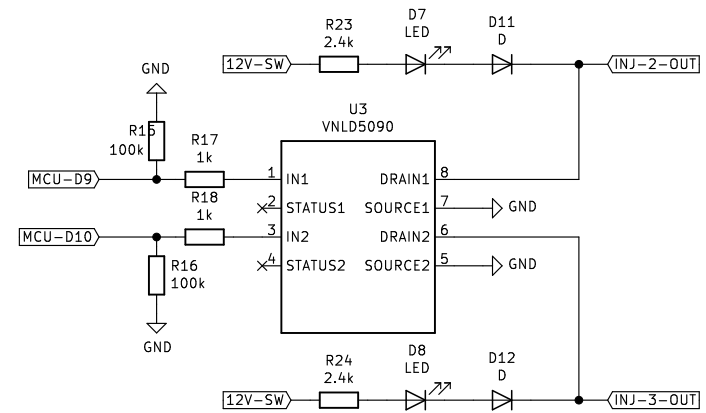 D7
LED
D11
D
R23
2.4k
12V-SW
INJ-2-OUT
GND
U3
VNLD5090
R15
100k
R17
1k
MCU-D9
1
IN1
DRAIN1
8
R18
1k
2
STATUS1
SOURCE1
7
GND
MCU-D10
3
IN2
DRAIN2
6
4
STATUS2
SOURCE2
5
GND
R16
100k
GND
R24
2.4k
D8
LED
D12
D
12V-SW
INJ-3-OUT